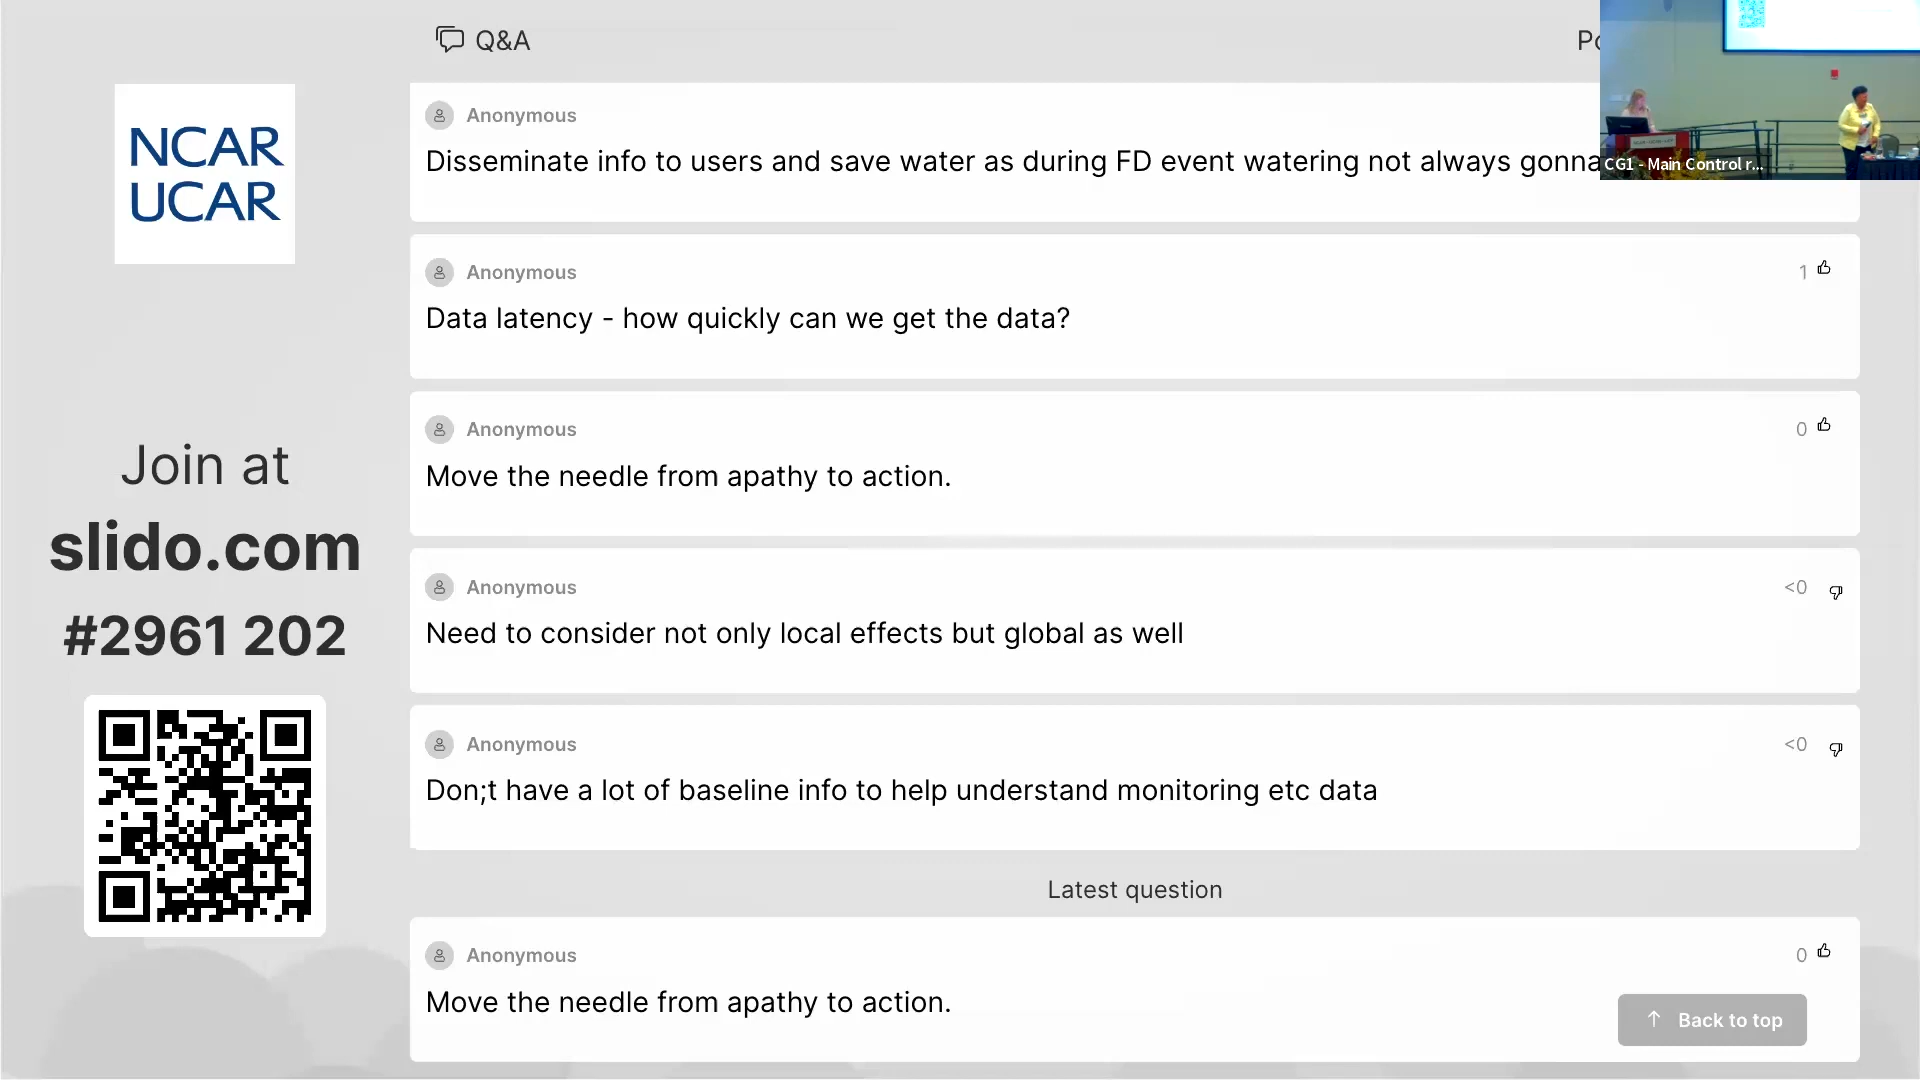 Q&A
NCAR
UCAR
Join at
slido.com
#2961 202
Anonymous
Disseminate info to users and save water as during FD event watering not always gonna
Anonymous
1
Data latency - how quickly can we get the data?
Anonymous
0
Move the needle from apathy to action.
Anonymous
<0
Need to consider not only local effects but global as well
Anonymous
<0
Don;t have a lot of baseline info to help understand monitoring etc data
Latest question
Anonymous
0
Move the needle from apathy to action.
Back to top
CG1 - Main Control r...